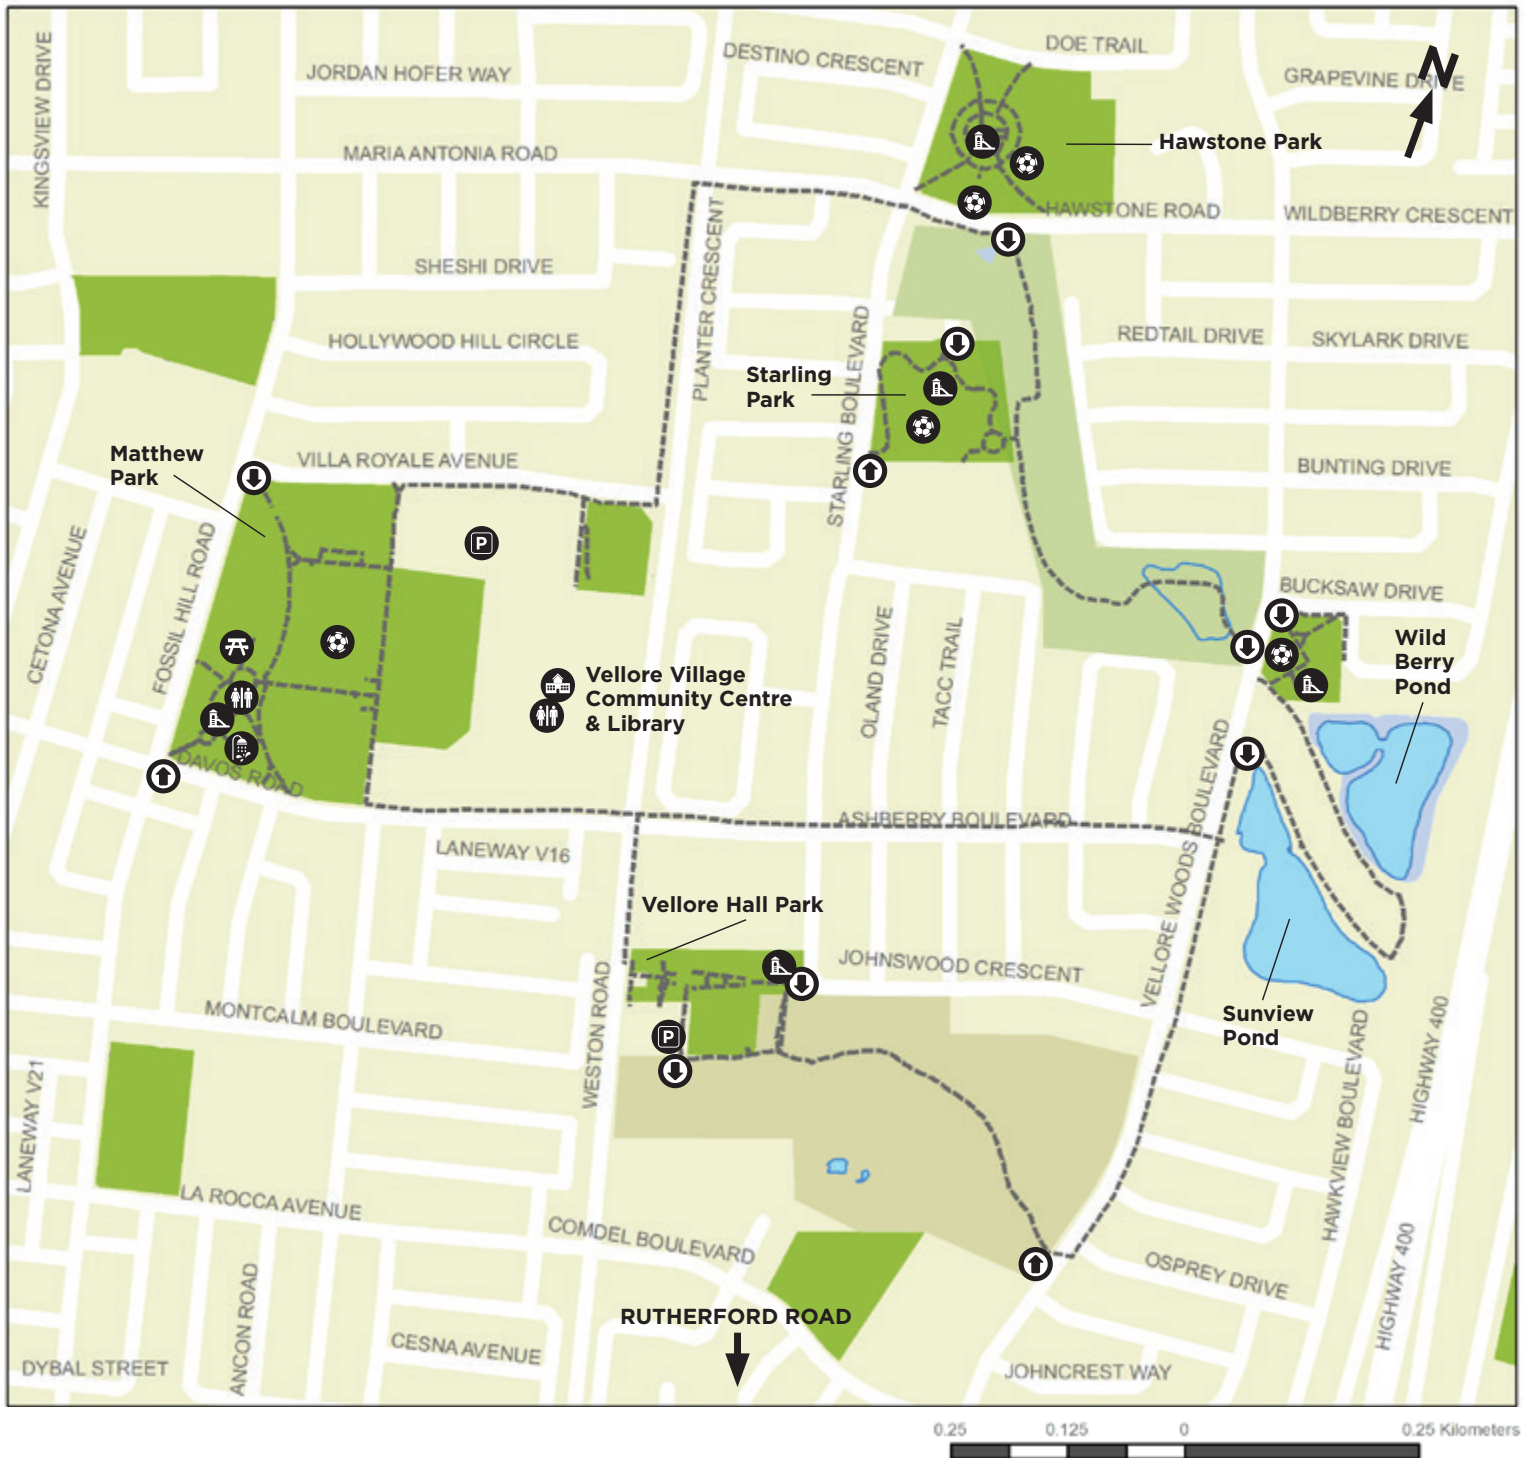 DOE TRAIL
DESTINO CRESCENT
JORDAN HOFER WAY
GRAPEVINE DRIVE
N
KINGSVIEW DRIVE
Hawstone Park
MARIA ANTONIA ROAD
HAWSTONE ROAD
WILDBERRY CRESCENT
SHESHI DRIVE
PLANTER CRESCENT
HOLLYWOOD HILL CIRCLE
REDTAIL DRIVE
SKYLARK DRIVE
STARLING BOULEVARD
Starling
Park
Matthew
Park
VILLA ROYALE AVENUE
BUNTING DRIVE
P
CETONA AVENUE
FOSSIL HILL ROAD
BUCKSAW DRIVE
OLAND DRIVE
TACC TRAIL
Wild
Berry
Pond
Vellore Village
Community Centre
& Library
DAVOS ROAD
VELLORE WOODS BOULEVARD
ASHBERRY BOULEVARD
LANEWAY V16
Vellore Hall Park
JOHNSWOOD CRESCENT
WESTON ROAD
MONTCALM BOULEVARD
P
Sunview
Pond
HIGHWAY 400
HAWKVIEW BOULEVARD
LANEWAY V21
LA ROCCA AVENUE
COMDEL BOULEVARD
OSPREY DRIVE
HIGHWAY 400
ANCON ROAD
RUTHERFORD ROAD
CESNA AVENUE
DYBAL STREET
JOHNCREST WAY
0.25 0.125 0 0.25 Kilometers